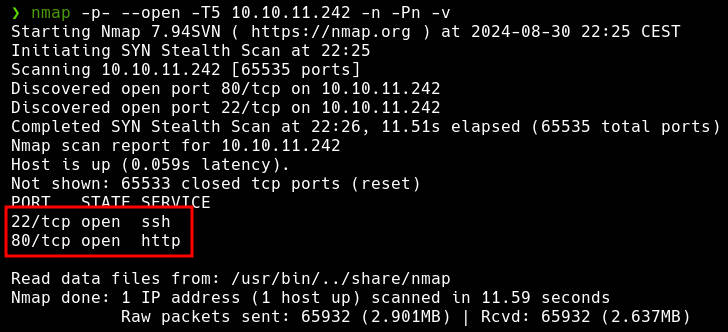 ❯ nmap -p- --open -T5 10.10.11.242 -n -Pn -v
Starting Nmap 7.94SVN ( https://nmap.org ) at 2024-08-30 22:25 CEST
Initiating SYN Stealth Scan at 22:25
Scanning 10.10.11.242 [65535 ports]
Discovered open port 80/tcp on 10.10.11.242
Discovered open port 22/tcp on 10.10.11.242
Completed SYN Stealth Scan at 22:26, 11.51s elapsed (65535 total ports)
Nmap scan report for 10.10.11.242
Host is up (0.059s latency).
Not shown: 65533 closed tcp ports (reset)
PORT   STATE SERVICE
22/tcp open  ssh
80/tcp open  http

Read data files from: /usr/bin/../share/nmap
Nmap done: 1 IP address (1 host up) scanned in 11.59 seconds
           Raw packets sent: 65932 (2.901MB) | Rcvd: 65932 (2.637MB)